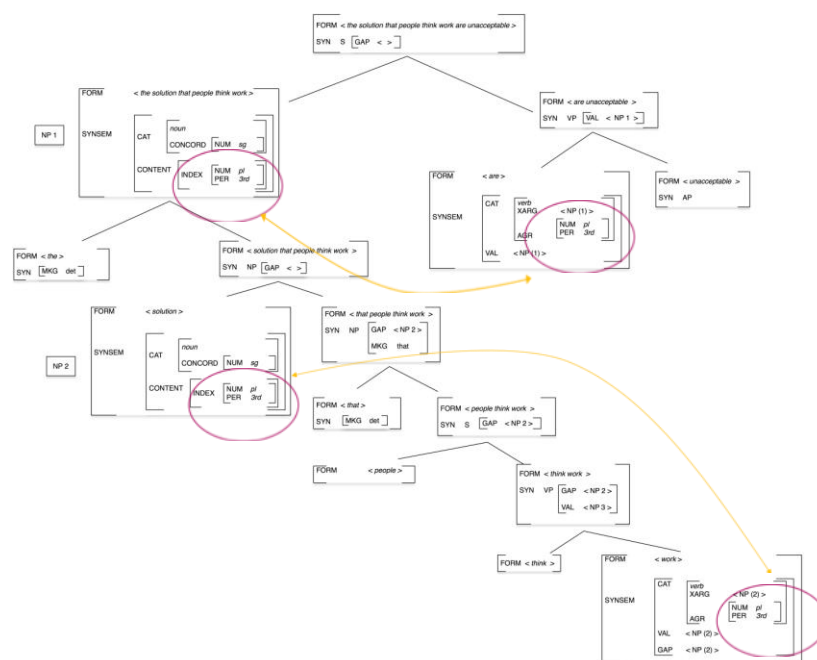 FORM < the solution that people think work are unacceptable >
SYN S GAP < >
FORM < the solution that people think work >
NP 1
SYNSEM
CAT
noun
CONCORD NUM sg
CONTENT INDEX NUM pl
PER 3rd
FORM < are unacceptable >
SYN VP VAL < NP 1 >
FORM < are >
SYNSEM
CAT
verb
XARG < NP (1) >
AGR
NUM pl
PER 3rd
VAL < NP (1) >
FORM < unacceptable >
SYN AP
FORM < the >
SYN MKG det
FORM < solution that people think work >
SYN NP GAP < >
FORM < solution >
NP 2
SYNSEM
CAT
noun
CONCORD NUM sg
CONTENT INDEX NUM pl
PER 3rd
FORM < that people think work >
SYN NP GAP < NP 2 >
MKG that
FORM < that >
SYN MKG det
FORM < people think work >
SYN S GAP < NP 2 >
FORM < people >
FORM < think work >
SYN VP GAP < NP 2 >
VAL < NP 3 >
FORM < think >
FORM < work >
SYNSEM
CAT
verb
XARG < NP (2) >
AGR
NUM pl
PER 3rd
VAL < NP (2) >
GAP < NP (2) >